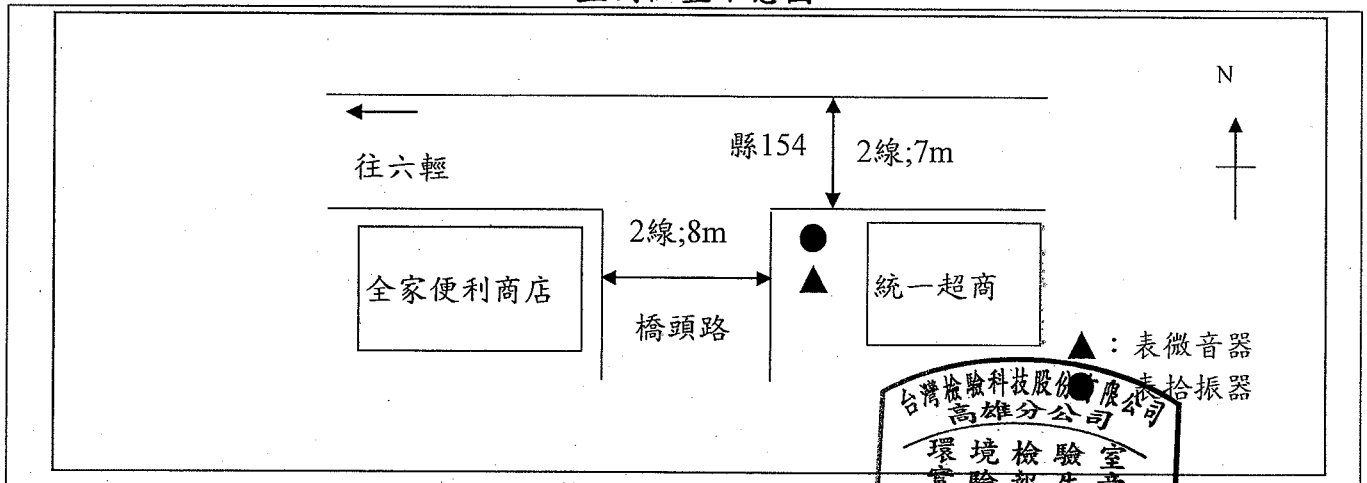 N
縣154
2線;7m
往六輕
2線;8m
全家便利商店
統一超商
橋頭路
▲：表微音器
●：表拾振器
台灣檢驗科技股份有限公司
高雄分公司
環境檢驗室